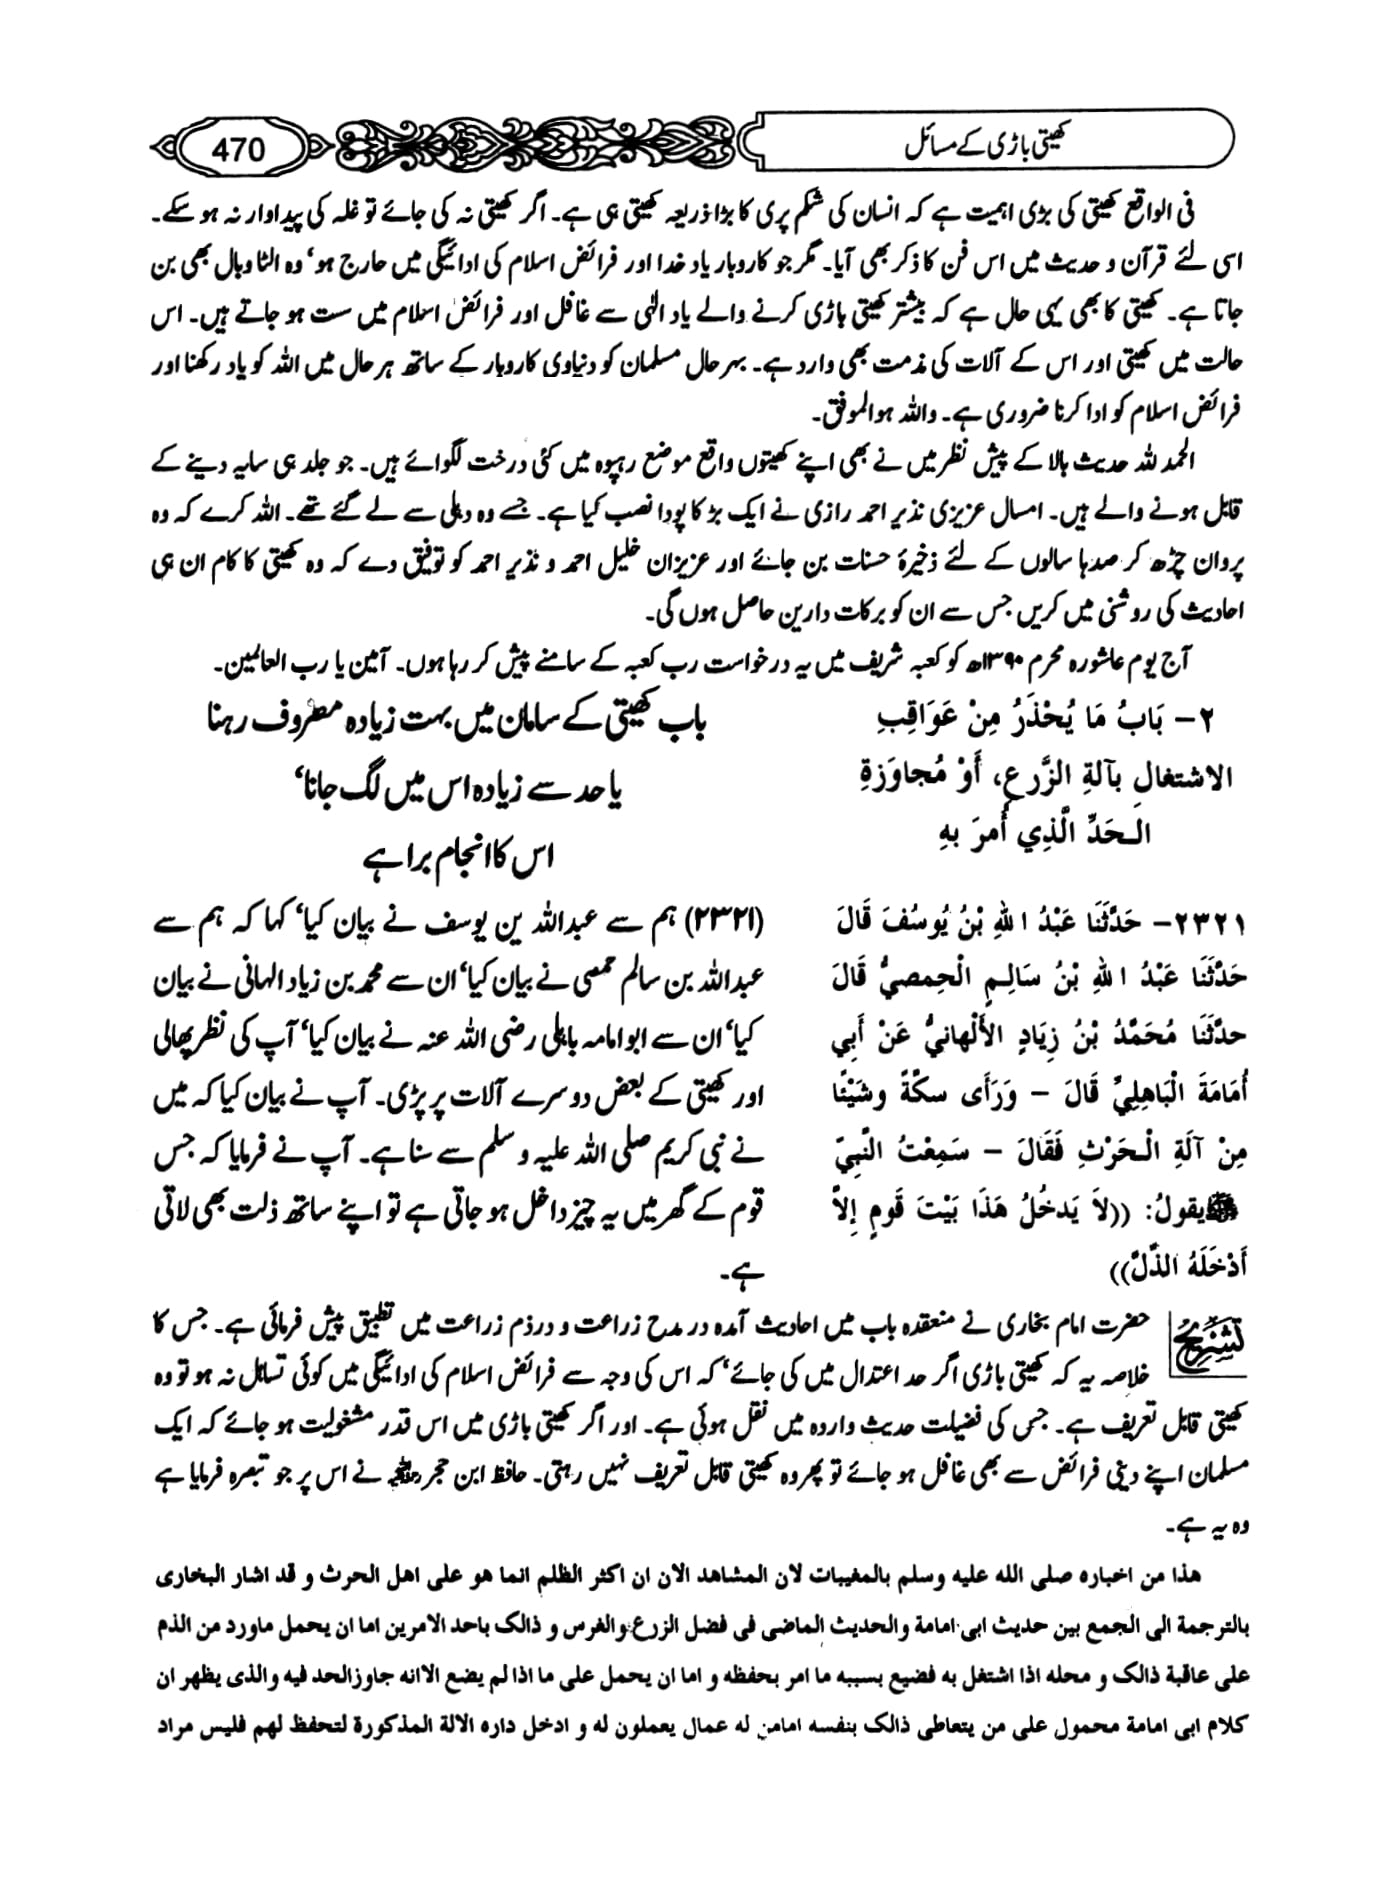 کھیتی باڑی کے مسائل
470
فی الواقع کھیتی کی بڑی اہمیت ہے کہ انسان کی شکم پری کا بڑا ذریعہ کھیتی ہی ہے۔ اگر کھیتی نہ کی جائے تو غلہ کی پیداوار نہ ہو سکے۔
اسی لئے قرآن و حدیث میں اس فن کا ذکر بھی آیا۔ مگر جو کاروبار یاد خدا اور فرائض اسلام کی ادائیگی میں حارج ہو‘ وہ الٹا وبال بھی بن
جاتا ہے۔ کھیتی کا بھی یہی حال ہے کہ بیشتر کھیتی باڑی کرنے والے یاد الٰہی سے غافل اور فرائض اسلام میں سست ہو جاتے ہیں۔ اس
حالت میں کھیتی اور اس کے آلات کی مذمت بھی وارد ہے۔ بہرحال مسلمان کو دنیاوی کاروبار کے ساتھ ہر حال میں اللہ کو یاد رکھنا اور
فرائض اسلام کو ادا کرنا ضروری ہے۔ واللہ ھوالموفق۔
الحمد للہ حدیث بالا کے پیش نظر میں نے بھی اپنے کھیتوں واقع موضع رہپوہ میں کئی درخت لگوائے ہیں۔ جو جلد ہی سایہ دینے کے
قابل ہونے والے ہیں۔ امسال عزیزی نذیر احمد رازی نے ایک بڑ کا پودا نصب کیا ہے۔ جسے وہ دہلی سے لے گئے تھے۔ اللہ کرے کہ وہ
پروان چڑھ کر صدہا سالوں کے لئے ذخیرۂ حسنات بن جائے اور عزیزان خلیل احمد و نذیر احمد کو توفیق دے کہ وہ کھیتی کا کام ان ہی
احادیث کی روشنی میں کریں جس سے ان کو برکات دارین حاصل ہوں گی۔
آج یوم عاشورہ محرم ۱۳۹۰ھ کو کعبہ شریف میں یہ درخواست رب کعبہ کے سامنے پیش کر رہا ہوں۔ آمین یا رب العالمین۔
٢– بَابُ مَا يُحْذَرُ مِنْ عَوَاقِبِ
الاشتغالِ بآلةِ الزَّرعِ، أَوْ مُجاوَزةِ
الـحَدِّ الَّذِي أُمرَ بهِ
باب کھیتی کے سامان میں بہت زیادہ مصروف رہنا
یا حد سے زیادہ اس میں لگ جانا‘
اس کا انجام برا ہے
٢٣٢١– حَدَّثَنَا عَبْدُ اللهِ بْنُ يُوسُفَ قَالَ
حَدَّثَنَا عَبْدُ اللهِ بْنُ سَالِمٍ الْحِمصيُّ قَالَ
حدَّثَنَا مُحَمَّدُ بْنُ زِيَادٍ الأَلْهانيُّ عَنْ أَبِي
أُمَامَةَ الْبَاهِلِيِّ قَالَ – وَرَأَى سكَّةً وشَيْئًا
مِنْ آلَةِ الْحَرْثِ فَقَالَ – سَمِعْتُ النَّبِيَّ
ﷺ يقولُ: ((لاَ يَدخُلُ هَذَا بَيْتَ قَومٍ إِلاَّ
أَدْخَلَهُ الذُّلَّ))
(۲۳۲۱) ہم سے عبداللہ بن یوسف نے بیان کیا‘ کہا کہ ہم سے
عبداللہ بن سالم حمصی نے بیان کیا‘ ان سے محمد بن زیاد الہانی نے بیان
کیا‘ ان سے ابو امامہ باہلی رضی اللہ عنہ نے بیان کیا‘ آپ کی نظر پھالی
اور کھیتی کے بعض دوسرے آلات پر پڑی۔ آپ نے بیان کیا کہ میں
نے نبی کریم صلی اللہ علیہ و سلم سے سنا ہے۔ آپ نے فرمایا کہ جس
قوم کے گھر میں یہ چیز داخل ہو جاتی ہے تو اپنے ساتھ ذلت بھی لاتی
ہے۔
تشریح
حضرت امام بخاری نے منعقدہ باب میں احادیث آمدہ در مدح زراعت و در ذم زراعت میں تطبیق پیش فرمائی ہے۔ جس کا
خلاصہ یہ کہ کھیتی باڑی اگر حد اعتدال میں کی جائے‘ کہ اس کی وجہ سے فرائض اسلام کی ادائیگی میں کوئی تساہل نہ ہو تو وہ
کھیتی قابل تعریف ہے۔ جس کی فضیلت حدیث واردہ میں نقل ہوئی ہے۔ اور اگر کھیتی باڑی میں اس قدر مشغولیت ہو جائے کہ ایک
مسلمان اپنے دینی فرائض سے بھی غافل ہو جائے تو پھر وہ کھیتی قابل تعریف نہیں رہتی۔ حافظ ابن حجر رحمہ اللہ نے اس پر جو تبصرہ فرمایا ہے
وہ یہ ہے۔
هذا من اخباره صلى الله عليه وسلم بالمغيبات لان المشاهد الان ان اكثر الظلم انما هو على اهل الحرث و قد اشار البخارى
بالترجمة الى الجمع بين حديث ابى امامة والحديث الماضى فى فضل الزرع والغرس و ذالك باحد الامرين اما ان يحمل ماورد من الذم
على عاقبة ذالك و محله اذا اشتغل به فضيع بسببه ما امر بحفظه و اما ان يحمل على ما اذا لم يضع الا انه جاوز الحد فيه والذى يظهر ان
كلام ابى امامة محمول على من يتعاطى ذالك بنفسه امامن له عمال يعملون له و ادخل داره الالة المذكورة لتحفظ لهم فليس مراد